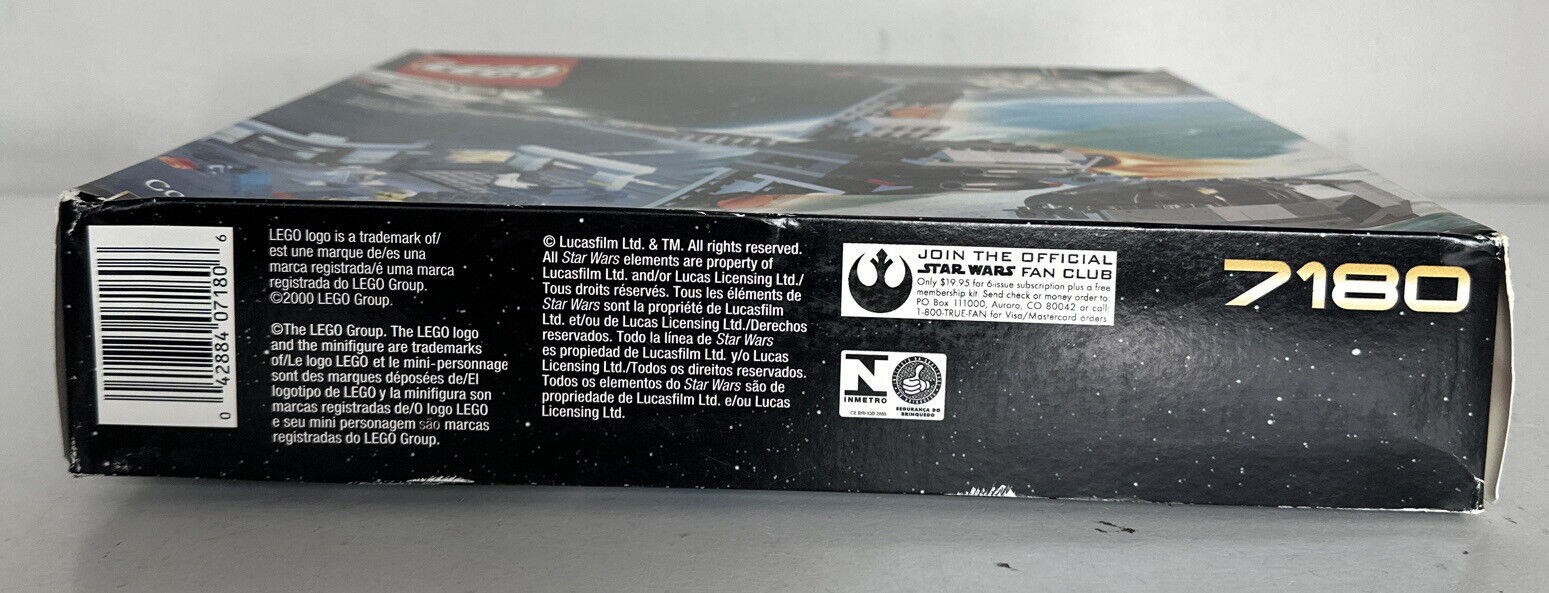 LEGO
6
42884 07180
0
LEGO logo is a trademark of/
est une marque de/es una
marca registrada/é uma marca
registrada do LEGO Group.
©2000 LEGO Group.
©The LEGO Group. The LEGO logo
and the minifigure are trademarks
of/Le logo LEGO et le mini-personnage
sont des marques déposées de/El
logotipo de LEGO y la minifigura son
marcas registradas de/O logo LEGO
e seu mini personagem são marcas
registradas do LEGO Group.
© Lucasfilm Ltd. & TM. All rights reserved.
All Star Wars elements are property of
Lucasfilm Ltd. and/or Lucas Licensing Ltd./
Tous droits réservés. Tous les éléments de
Star Wars sont la propriété de Lucasfilm
Ltd. et/ou de Lucas Licensing Ltd./Derechos
reservados. Todo la línea de Star Wars
es propiedad de Lucasfilm Ltd. y/o Lucas
Licensing Ltd./Todos os direitos reservados.
Todos os elementos do Star Wars são de
propriedade de Lucasfilm Ltd. e/ou Lucas
Licensing Ltd.
JOIN THE OFFICIAL
STAR WARS FAN CLUB
Only $19.95 for 6-issue subscription plus a free
membership kit. Send check or money order to:
PO Box 111000, Aurora, CO 80042 or call:
1-800-TRUE-FAN for Visa/Mastercard orders.
N
INMETRO
SEGURANÇA DO
BRINQUEDO
7180